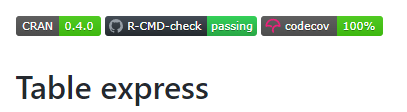 CRAN 0.4.0 R-CMD-check passing codecov 100%
Table express